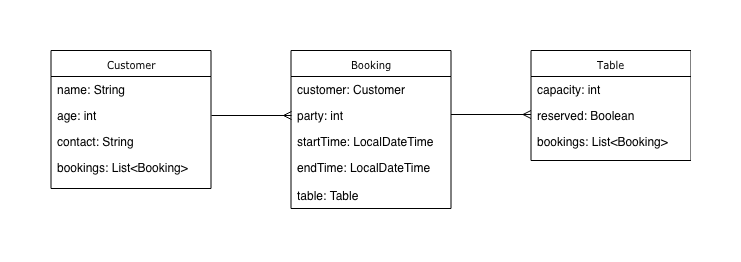 Customer
name: String
age: int
contact: String
bookings: List<Booking>
Booking
customer: Customer
party: int
startTime: LocalDateTime
endTime: LocalDateTime
table: Table
Table
capacity: int
reserved: Boolean
bookings: List<Booking>